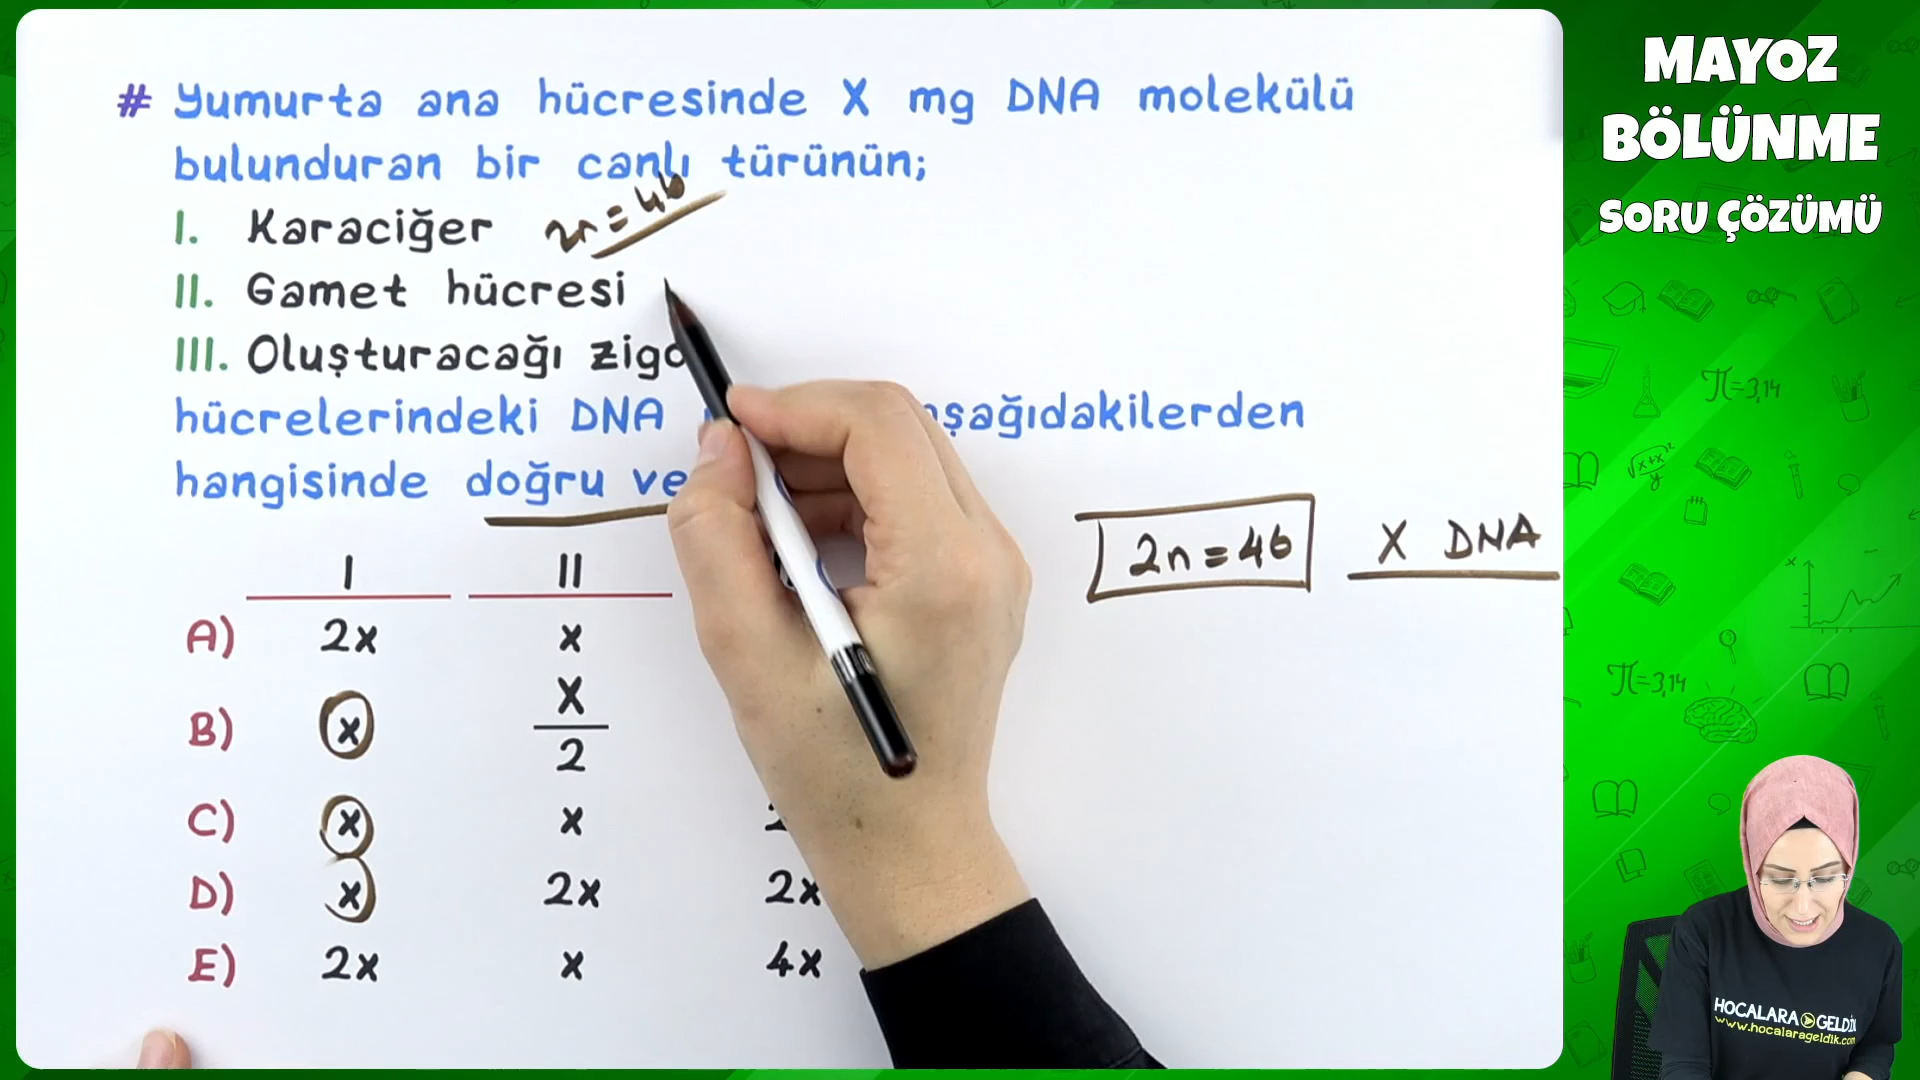 # Yumurta ana hücresinde X mg DNA molekülü
bulunduran bir canlı türünün;
I. Karaciğer 2n=46
II. Gamet hücresi
III. Oluşturacağı
hücrelerindeki DNA aşağıdakilerden
hangisinde doğru
I II
2n=46 X DNA
A) 2x x
B) x X/2
C) x x
D) x 2x 2x
E) 2x x 4x
MAYOZ
BÖLÜNME
SORU ÇÖZÜMÜ
π=3,14
π=3,14
HOCALARA GELDİK
www.hocalarageldik.com